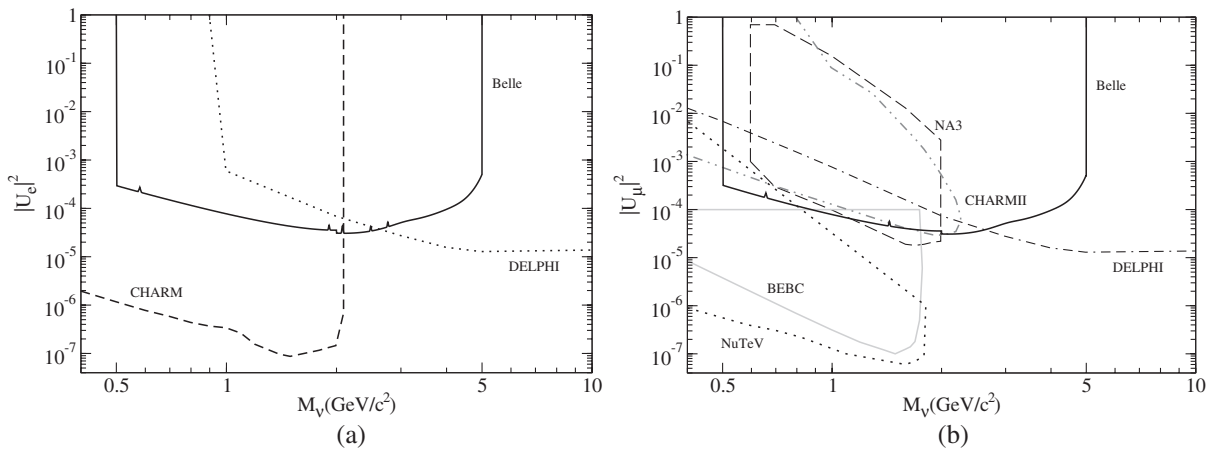 1
10^-1
10^-2
10^-3
10^-4
10^-5
10^-6
10^-7
|U_e|^2
Belle
DELPHI
CHARM
0.5 1 5 10
M_ν(GeV/c^2)
(a)
1
10^-1
10^-2
10^-3
10^-4
10^-5
10^-6
10^-7
|U_μ|^2
Belle
NA3
CHARMII
DELPHI
BEBC
NuTeV
0.5 1 5 10
M_ν(GeV/c^2)
(b)